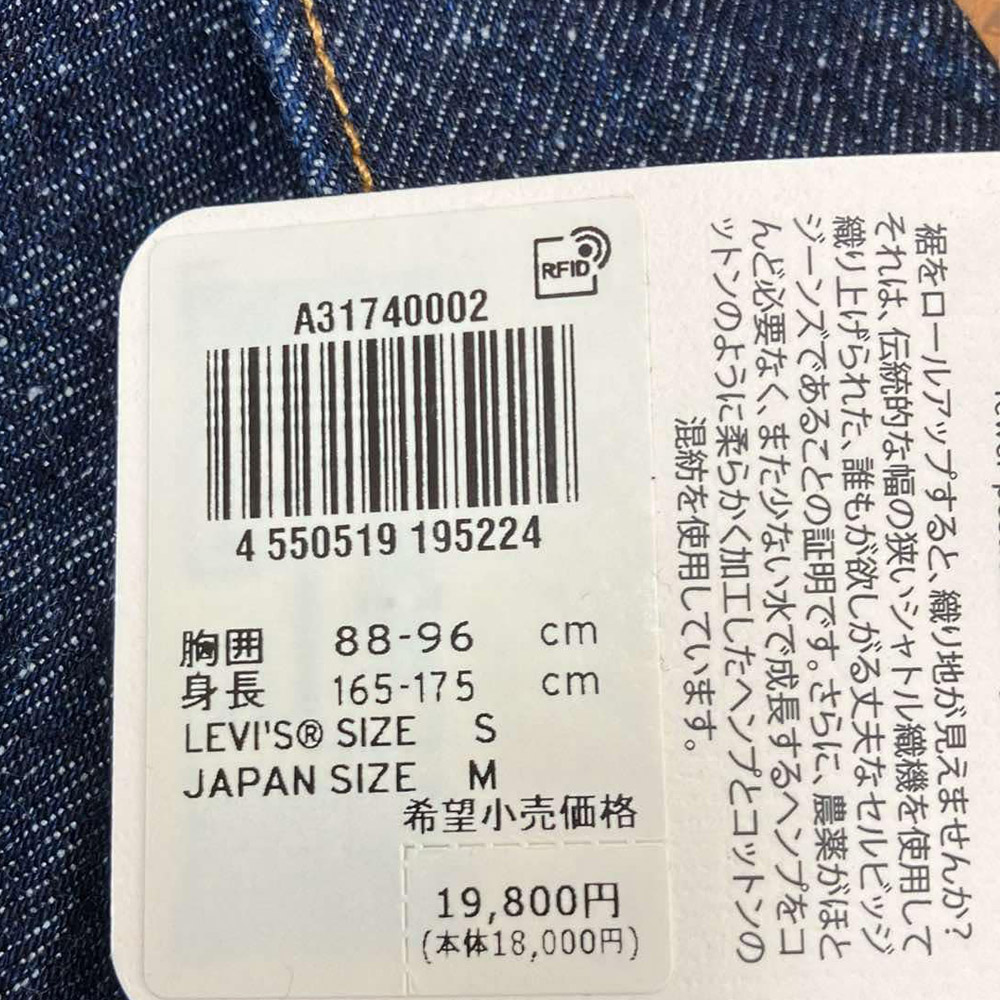 RFID
A31740002
4 550519 195224
胸囲 88-96 cm
身長 165-175 cm
LEVI'S® SIZE S
JAPAN SIZE M
希望小売価格
19,800円
(本体18,000円)
裾をロールアップすると、織り地が見えませんか？
それは、伝統的な幅の狭いシャトル織機を使用して
織り上げられた、誰もが欲しがる丈夫なセルビッジ
ジーンズであることの証明です。さらに、農薬がほと
んど必要なく、また少ない水で成長するヘンプをコ
ットンのように柔らかく加工したヘンプとコットンの
混紡を使用しています。